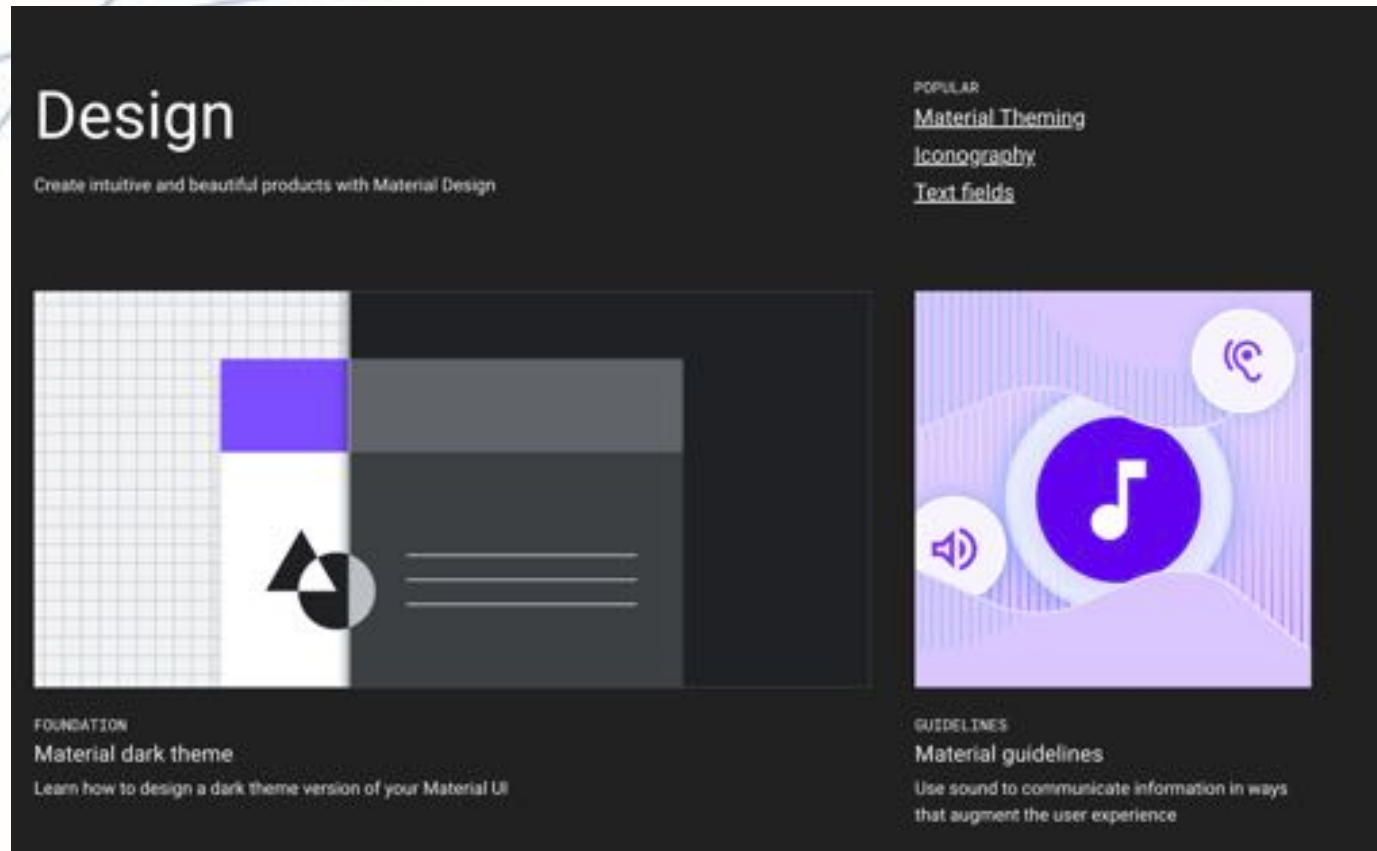 Design
Create intuitive and beautiful products with Material Design
POPULAR
Material Theming
Iconography
Text fields
FOUNDATION
Material dark theme
Learn how to design a dark theme version of your Material UI
GUIDELINES
Material guidelines
Use sound to communicate information in ways
that augment the user experience